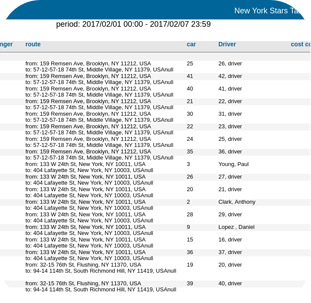 New York Stars Ta
period: 2017/02/01 00:00 - 2017/02/07 23:59
nger route car Driver cost co
from: 159 Remsen Ave, Brooklyn, NY 11212, USA 25 26, driver
to: 57-12-57-18 74th St, Middle Village, NY 11379, USAnull
from: 159 Remsen Ave, Brooklyn, NY 11212, USA 41 42, driver
to: 57-12-57-18 74th St, Middle Village, NY 11379, USAnull
from: 159 Remsen Ave, Brooklyn, NY 11212, USA 40 41, driver
to: 57-12-57-18 74th St, Middle Village, NY 11379, USAnull
from: 159 Remsen Ave, Brooklyn, NY 11212, USA 21 22, driver
to: 57-12-57-18 74th St, Middle Village, NY 11379, USAnull
from: 159 Remsen Ave, Brooklyn, NY 11212, USA 30 31, driver
to: 57-12-57-18 74th St, Middle Village, NY 11379, USAnull
from: 159 Remsen Ave, Brooklyn, NY 11212, USA 22 23, driver
to: 57-12-57-18 74th St, Middle Village, NY 11379, USAnull
from: 159 Remsen Ave, Brooklyn, NY 11212, USA 24 25, driver
to: 57-12-57-18 74th St, Middle Village, NY 11379, USAnull
from: 159 Remsen Ave, Brooklyn, NY 11212, USA 35 36, driver
to: 57-12-57-18 74th St, Middle Village, NY 11379, USAnull
from: 133 W 24th St, New York, NY 10011, USA 3 Young, Paul
to: 404 Lafayette St, New York, NY 10003, USAnull
from: 133 W 24th St, New York, NY 10011, USA 26 27, driver
to: 404 Lafayette St, New York, NY 10003, USAnull
from: 133 W 24th St, New York, NY 10011, USA 20 21, driver
to: 404 Lafayette St, New York, NY 10003, USAnull
from: 133 W 24th St, New York, NY 10011, USA 2 Clark, Anthony
to: 404 Lafayette St, New York, NY 10003, USAnull
from: 133 W 24th St, New York, NY 10011, USA 28 29, driver
to: 404 Lafayette St, New York, NY 10003, USAnull
from: 133 W 24th St, New York, NY 10011, USA 9 Lopez , Daniel
to: 404 Lafayette St, New York, NY 10003, USAnull
from: 133 W 24th St, New York, NY 10011, USA 15 16, driver
to: 404 Lafayette St, New York, NY 10003, USAnull
from: 133 W 24th St, New York, NY 10011, USA 36 37, driver
to: 404 Lafayette St, New York, NY 10003, USAnull
from: 32-15 76th St, Flushing, NY 11370, USA 19 20, driver
to: 94-14 114th St, South Richmond Hill, NY 11419, USAnull
from: 32-15 76th St, Flushing, NY 11370, USA 39 40, driver
to: 94-14 114th St, South Richmond Hill, NY 11419, USAnull